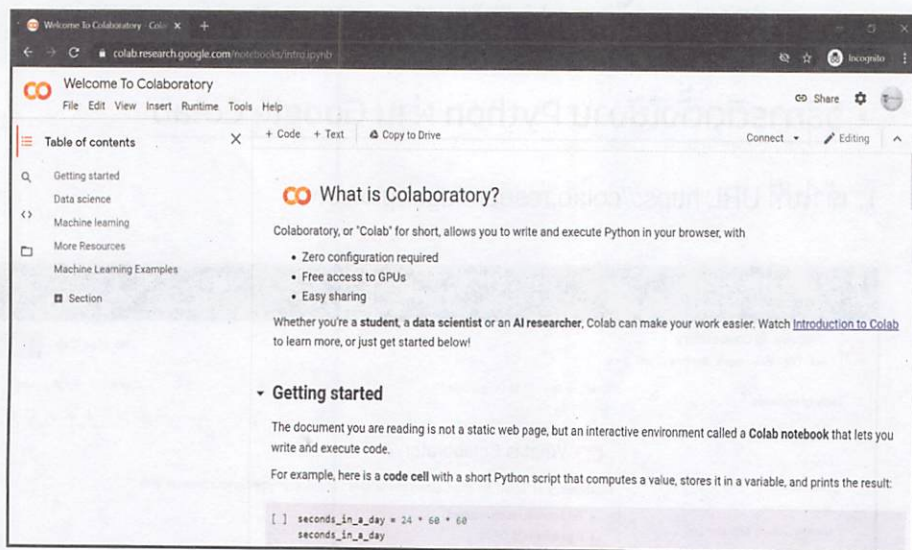 Welcome To Colaboratory - Cola
colab.research.google.com/notebooks/intro.ipynb
Incognito
Welcome To Colaboratory
File Edit View Insert Runtime Tools Help
Share
Table of contents
+ Code + Text Copy to Drive
Connect
Editing
Getting started
Data science
Machine learning
More Resources
Machine Learning Examples
Section
CO What is Colaboratory?
Colaboratory, or "Colab" for short, allows you to write and execute Python in your browser, with
• Zero configuration required
• Free access to GPUs
• Easy sharing
Whether you're a student, a data scientist or an AI researcher, Colab can make your work easier. Watch Introduction to Colab
to learn more, or just get started below!
Getting started
The document you are reading is not a static web page, but an interactive environment called a Colab notebook that lets you
write and execute code.
For example, here is a code cell with a short Python script that computes a value, stores it in a variable, and prints the result:
[ ] seconds_in_a_day = 24 * 60 * 60
seconds_in_a_day